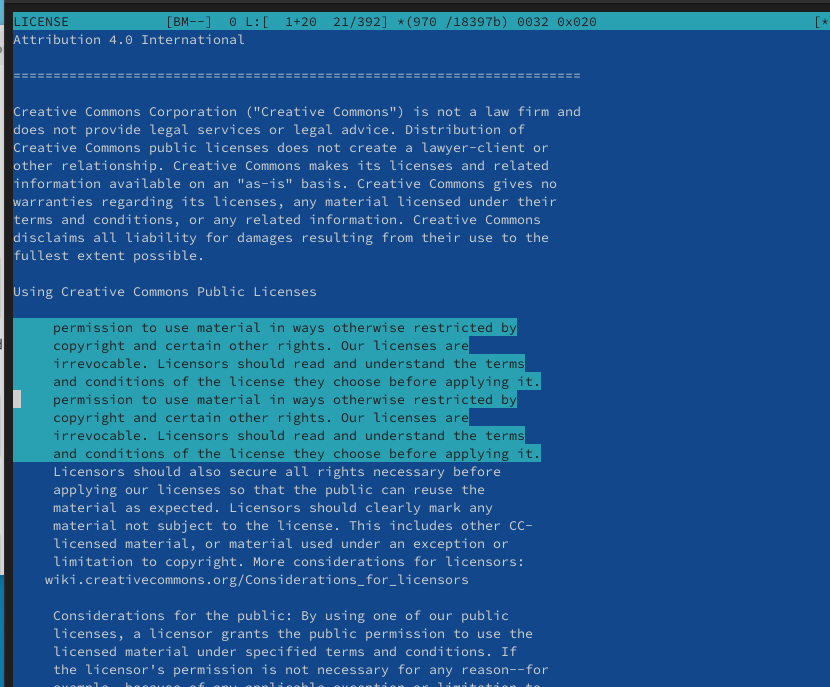 LICENSE            [BM--]  0 L:[  1+20  21/392] *(970 /18397b) 0032 0x020                           [*
Attribution 4.0 International
=======================================================================
Creative Commons Corporation ("Creative Commons") is not a law firm and
does not provide legal services or legal advice. Distribution of
Creative Commons public licenses does not create a lawyer-client or
other relationship. Creative Commons makes its licenses and related
information available on an "as-is" basis. Creative Commons gives no
warranties regarding its licenses, any material licensed under their
terms and conditions, or any related information. Creative Commons
disclaims all liability for damages resulting from their use to the
fullest extent possible.
Using Creative Commons Public Licenses
permission to use material in ways otherwise restricted by
copyright and certain other rights. Our licenses are
irrevocable. Licensors should read and understand the terms
and conditions of the license they choose before applying it.
permission to use material in ways otherwise restricted by
copyright and certain other rights. Our licenses are
irrevocable. Licensors should read and understand the terms
and conditions of the license they choose before applying it.
Licensors should also secure all rights necessary before
applying our licenses so that the public can reuse the
material as expected. Licensors should clearly mark any
material not subject to the license. This includes other CC-
licensed material, or material used under an exception or
limitation to copyright. More considerations for licensors:
wiki.creativecommons.org/Considerations_for_licensors
Considerations for the public: By using one of our public
licenses, a licensor grants the public permission to use the
licensed material under specified terms and conditions. If
the licensor's permission is not necessary for any reason--for
example, because of any applicable exception or limitation to